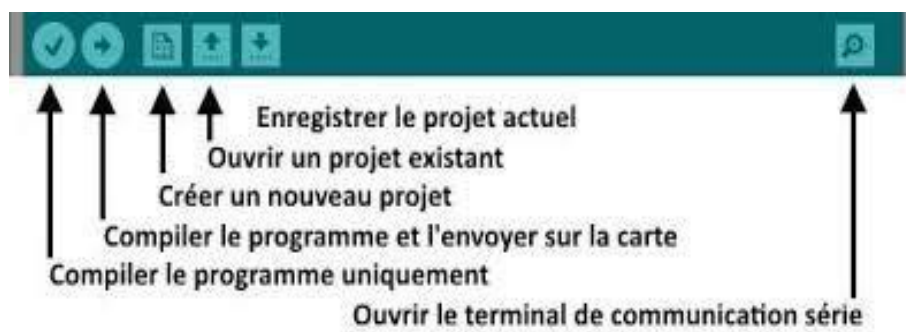 Enregistrer le projet actuel
Ouvrir un projet existant
Créer un nouveau projet
Compiler le programme et l'envoyer sur la carte
Compiler le programme uniquement
Ouvrir le terminal de communication série